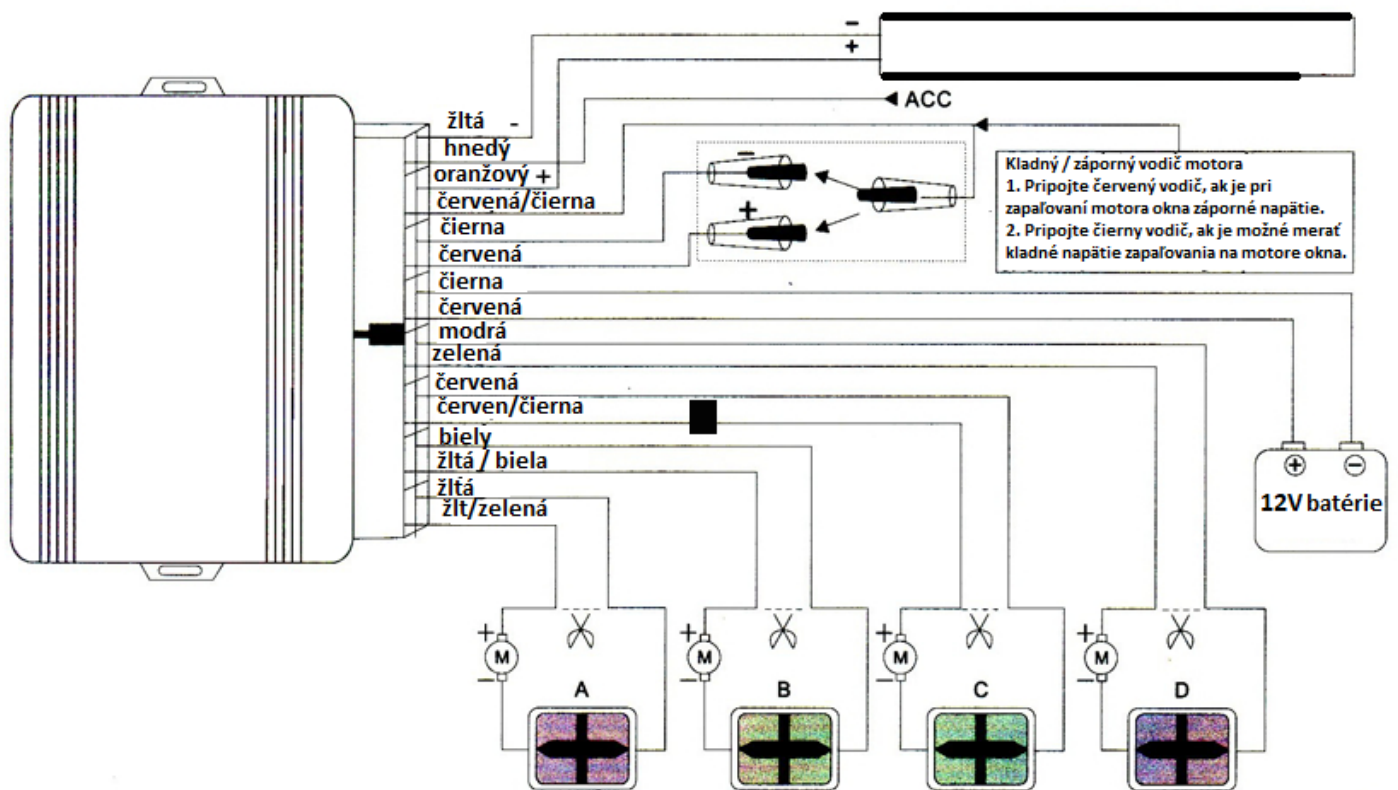 -
+
ACC
žltá -
hnedý
oranžový +
červená/čierna
čierna
červená
čierna
červená
modrá
zelená
červená
červen/čierna
biely
žltá / biela
žltá
žlt/zelená
-
+
Kladný / záporný vodič motora
1. Pripojte červený vodič, ak je pri
zapaľovaní motora okna záporné napätie.
2. Pripojte čierny vodič, ak je možné merať
kladné napätie zapaľovania na motore okna.
+ -
12V batérie
+ M - A
+ M - B
+ M - C
+ M - D